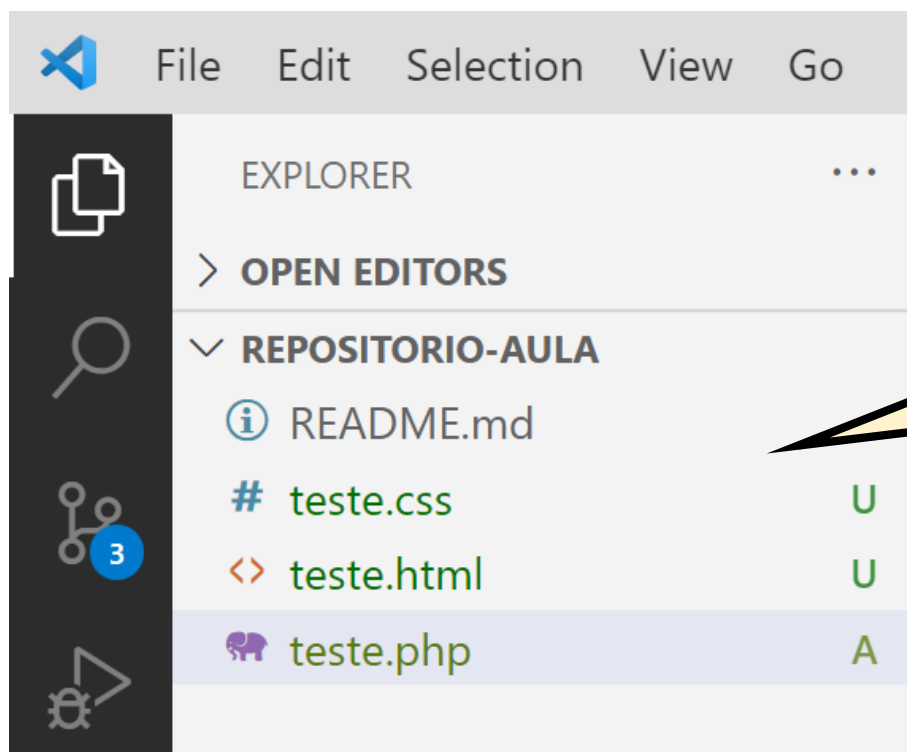 File Edit Selection View Go
EXPLORER ...
OPEN EDITORS
REPOSITORIO-AULA
README.md
# teste.css U
<> teste.html U
teste.php A
3